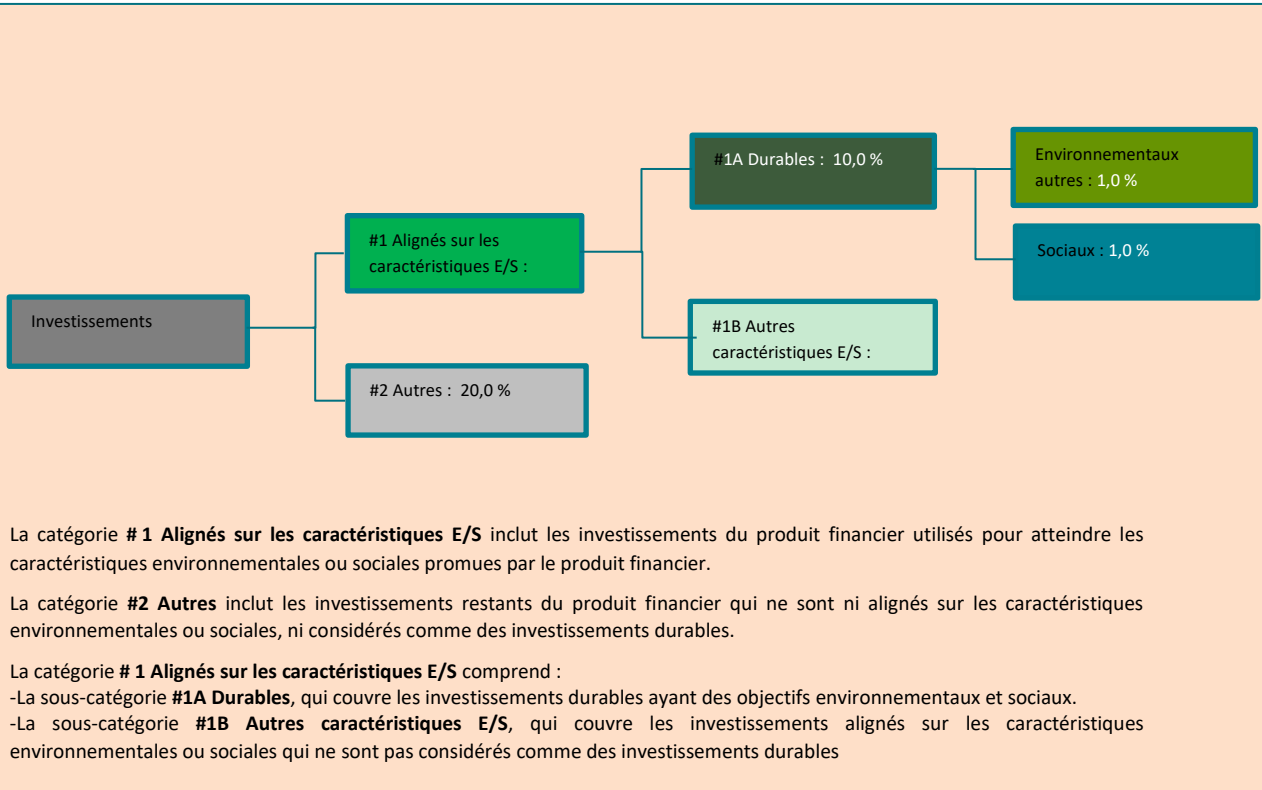 #1A Durables : 10,0 %
Environnementaux
autres : 1,0 %
#1 Alignés sur les
caractéristiques E/S :
Sociaux : 1,0 %
Investissements
#1B Autres
caractéristiques E/S :
#2 Autres : 20,0 %
La catégorie # 1 Alignés sur les caractéristiques E/S inclut les investissements du produit financier utilisés pour atteindre les
caractéristiques environnementales ou sociales promues par le produit financier.
La catégorie #2 Autres inclut les investissements restants du produit financier qui ne sont ni alignés sur les caractéristiques
environnementales ou sociales, ni considérés comme des investissements durables.
La catégorie # 1 Alignés sur les caractéristiques E/S comprend :
-La sous-catégorie #1A Durables, qui couvre les investissements durables ayant des objectifs environnementaux et sociaux.
-La sous-catégorie #1B Autres caractéristiques E/S, qui couvre les investissements alignés sur les caractéristiques
environnementales ou sociales qui ne sont pas considérés comme des investissements durables